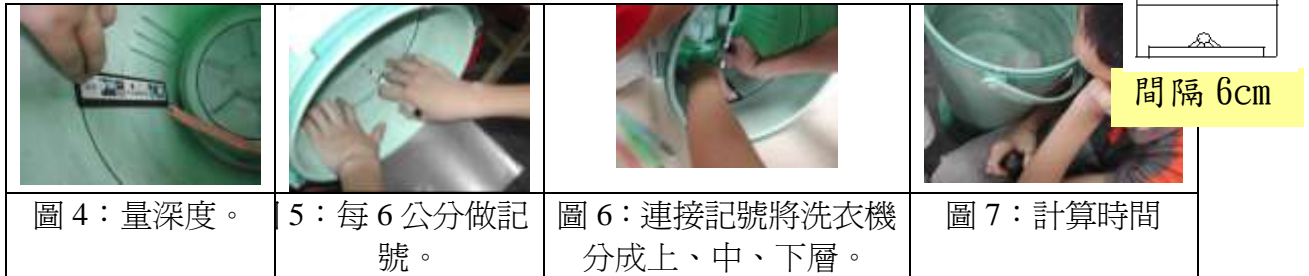 間隔 6cm
圖 4：量深度。
5：每 6 公分做記
號。
圖 6：連接記號將洗衣機
分成上、中、下層。
圖 7：計算時間